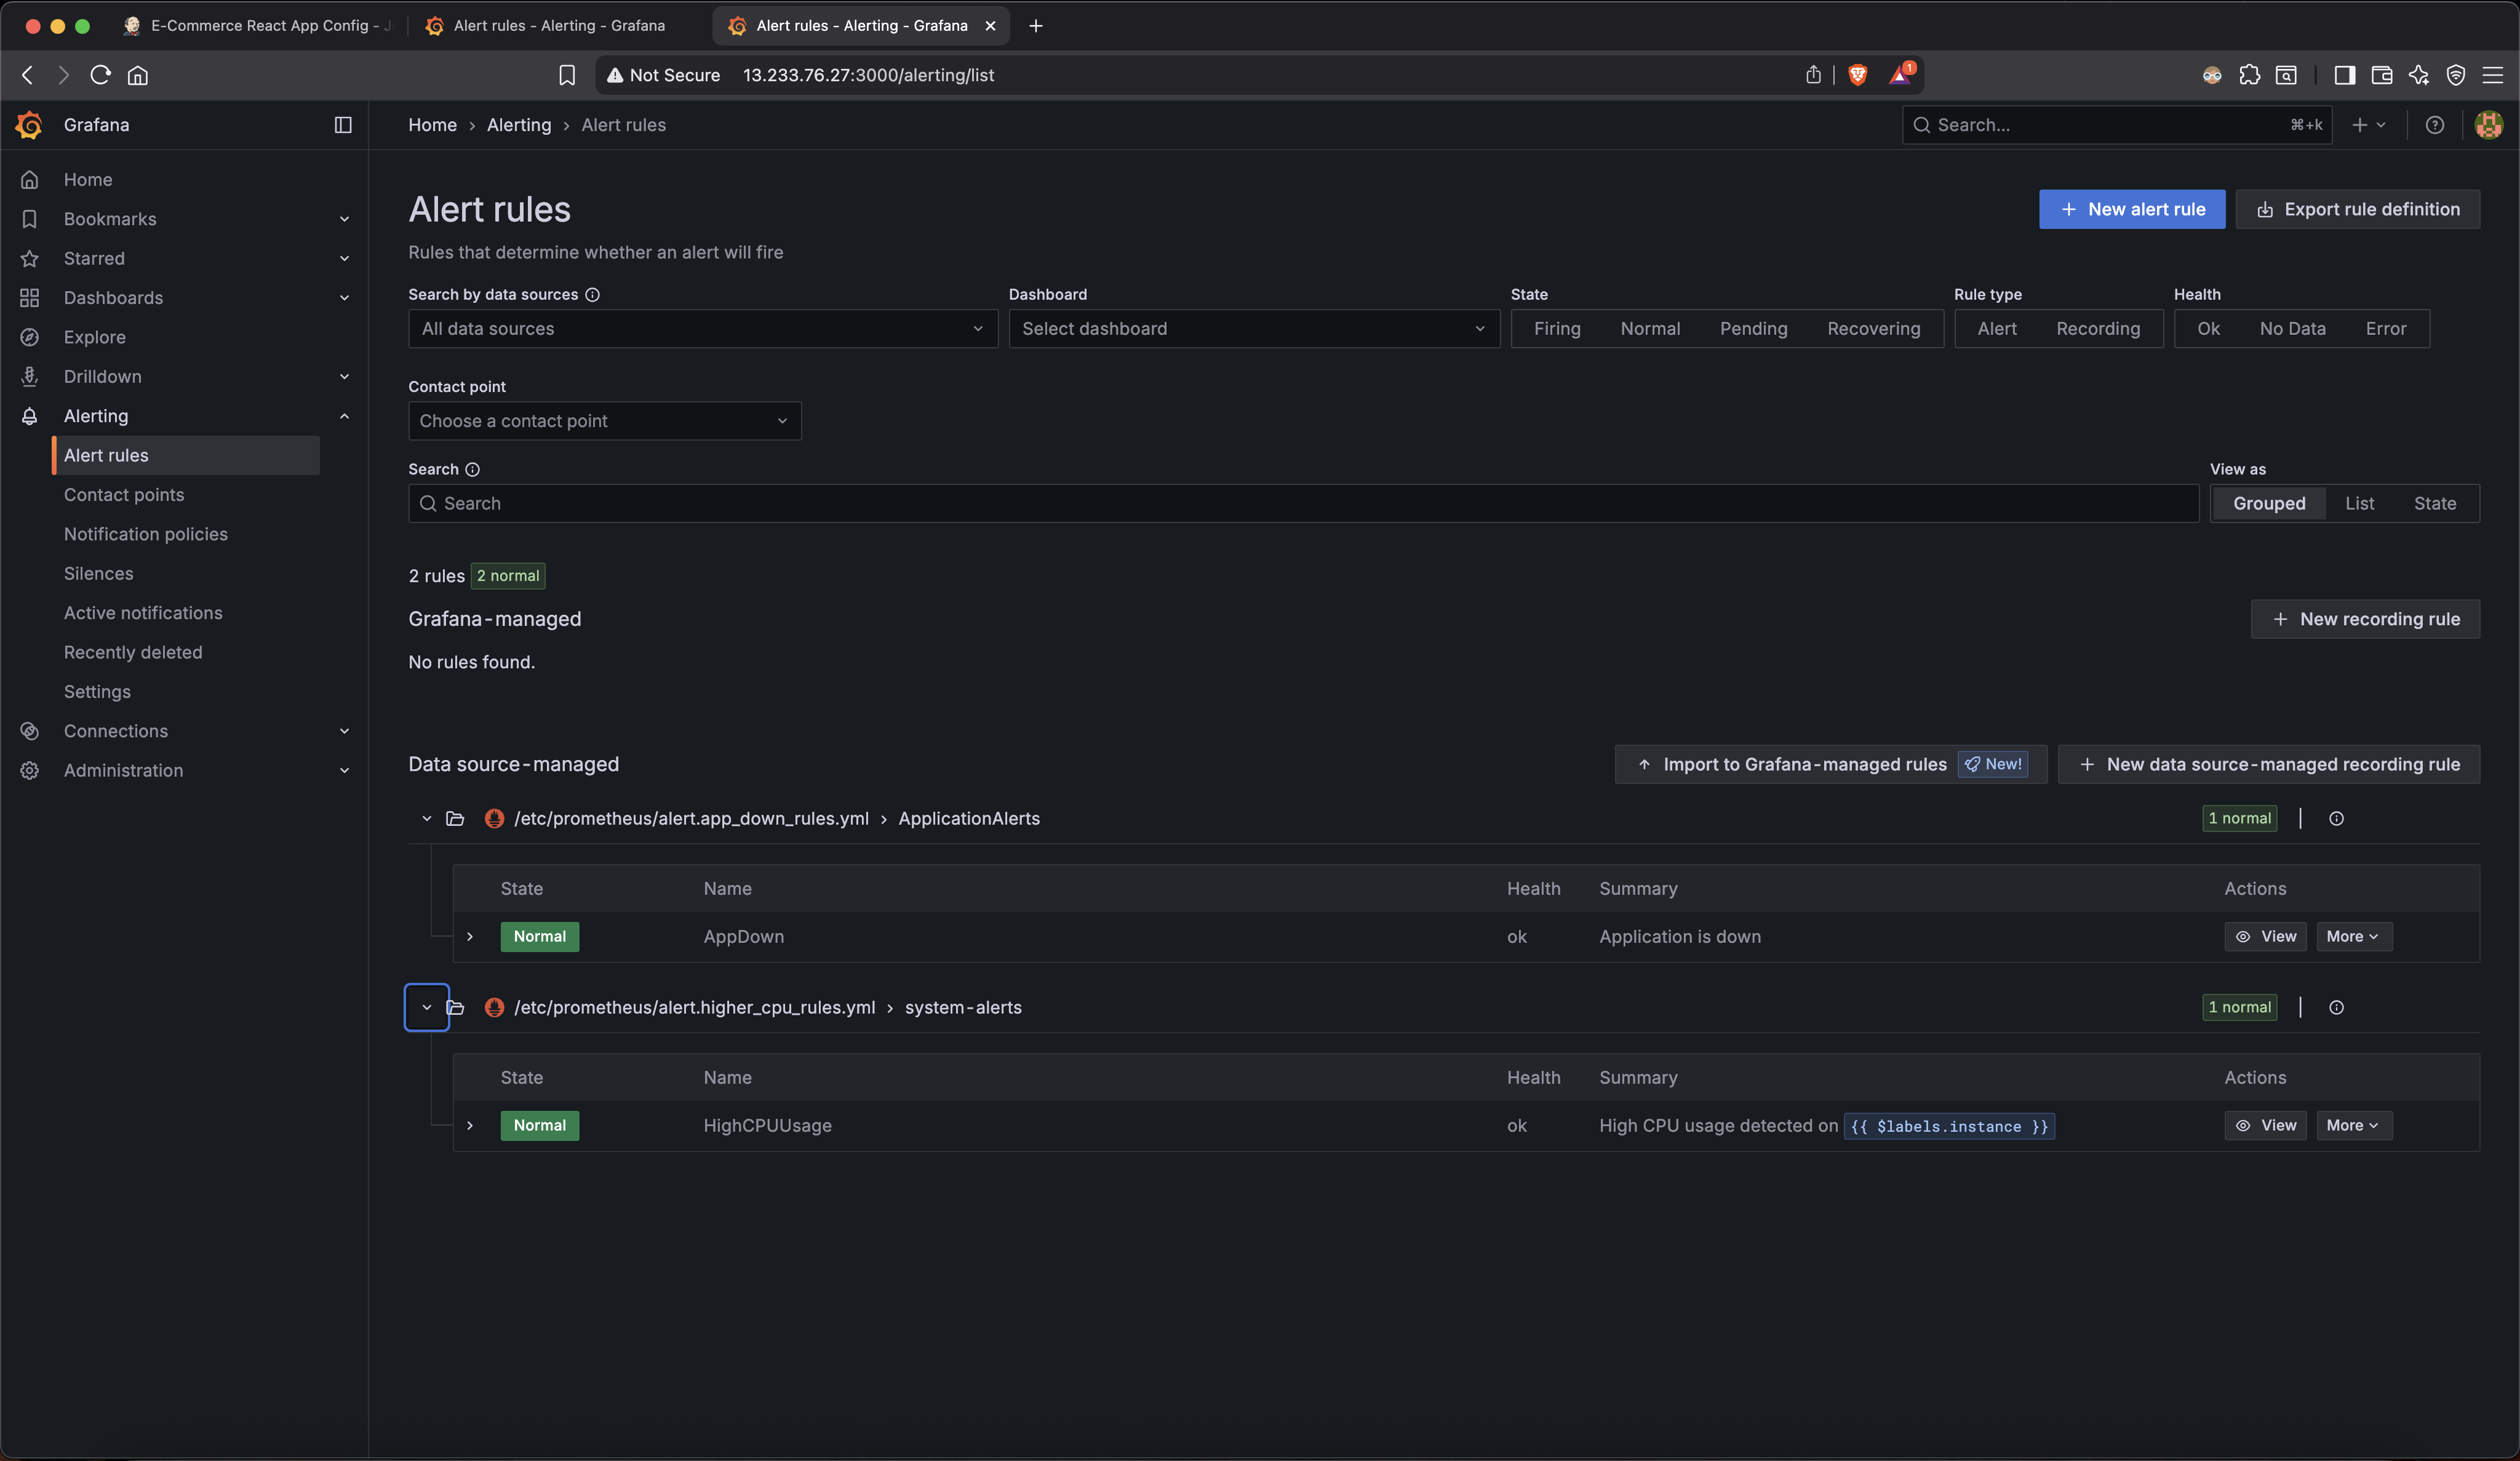 E-Commerce React App Config - J
Alert rules - Alerting - Grafana
Alert rules - Alerting - Grafana
Not Secure 13.233.76.27:3000/alerting/list
1
Grafana
Home › Alerting › Alert rules
Search... ⌘+k
Home
Bookmarks
Starred
Dashboards
Explore
Drilldown
Alerting
Alert rules
Contact points
Notification policies
Silences
Active notifications
Recently deleted
Settings
Connections
Administration
Alert rules
New alert rule
Export rule definition
Rules that determine whether an alert will fire
Search by data sources
Dashboard
State
Rule type
Health
All data sources
Select dashboard
Firing Normal Pending Recovering
Alert Recording
Ok No Data Error
Contact point
Choose a contact point
Search
View as
Search
Grouped List State
2 rules 2 normal
Grafana-managed
New recording rule
No rules found.
Data source-managed
Import to Grafana-managed rules New!
New data source-managed recording rule
/etc/prometheus/alert.app_down_rules.yml › ApplicationAlerts
1 normal
State Name Health Summary Actions
Normal AppDown ok Application is down View More
/etc/prometheus/alert.higher_cpu_rules.yml › system-alerts
1 normal
State Name Health Summary Actions
Normal HighCPUUsage ok High CPU usage detected on {{ $labels.instance }} View More